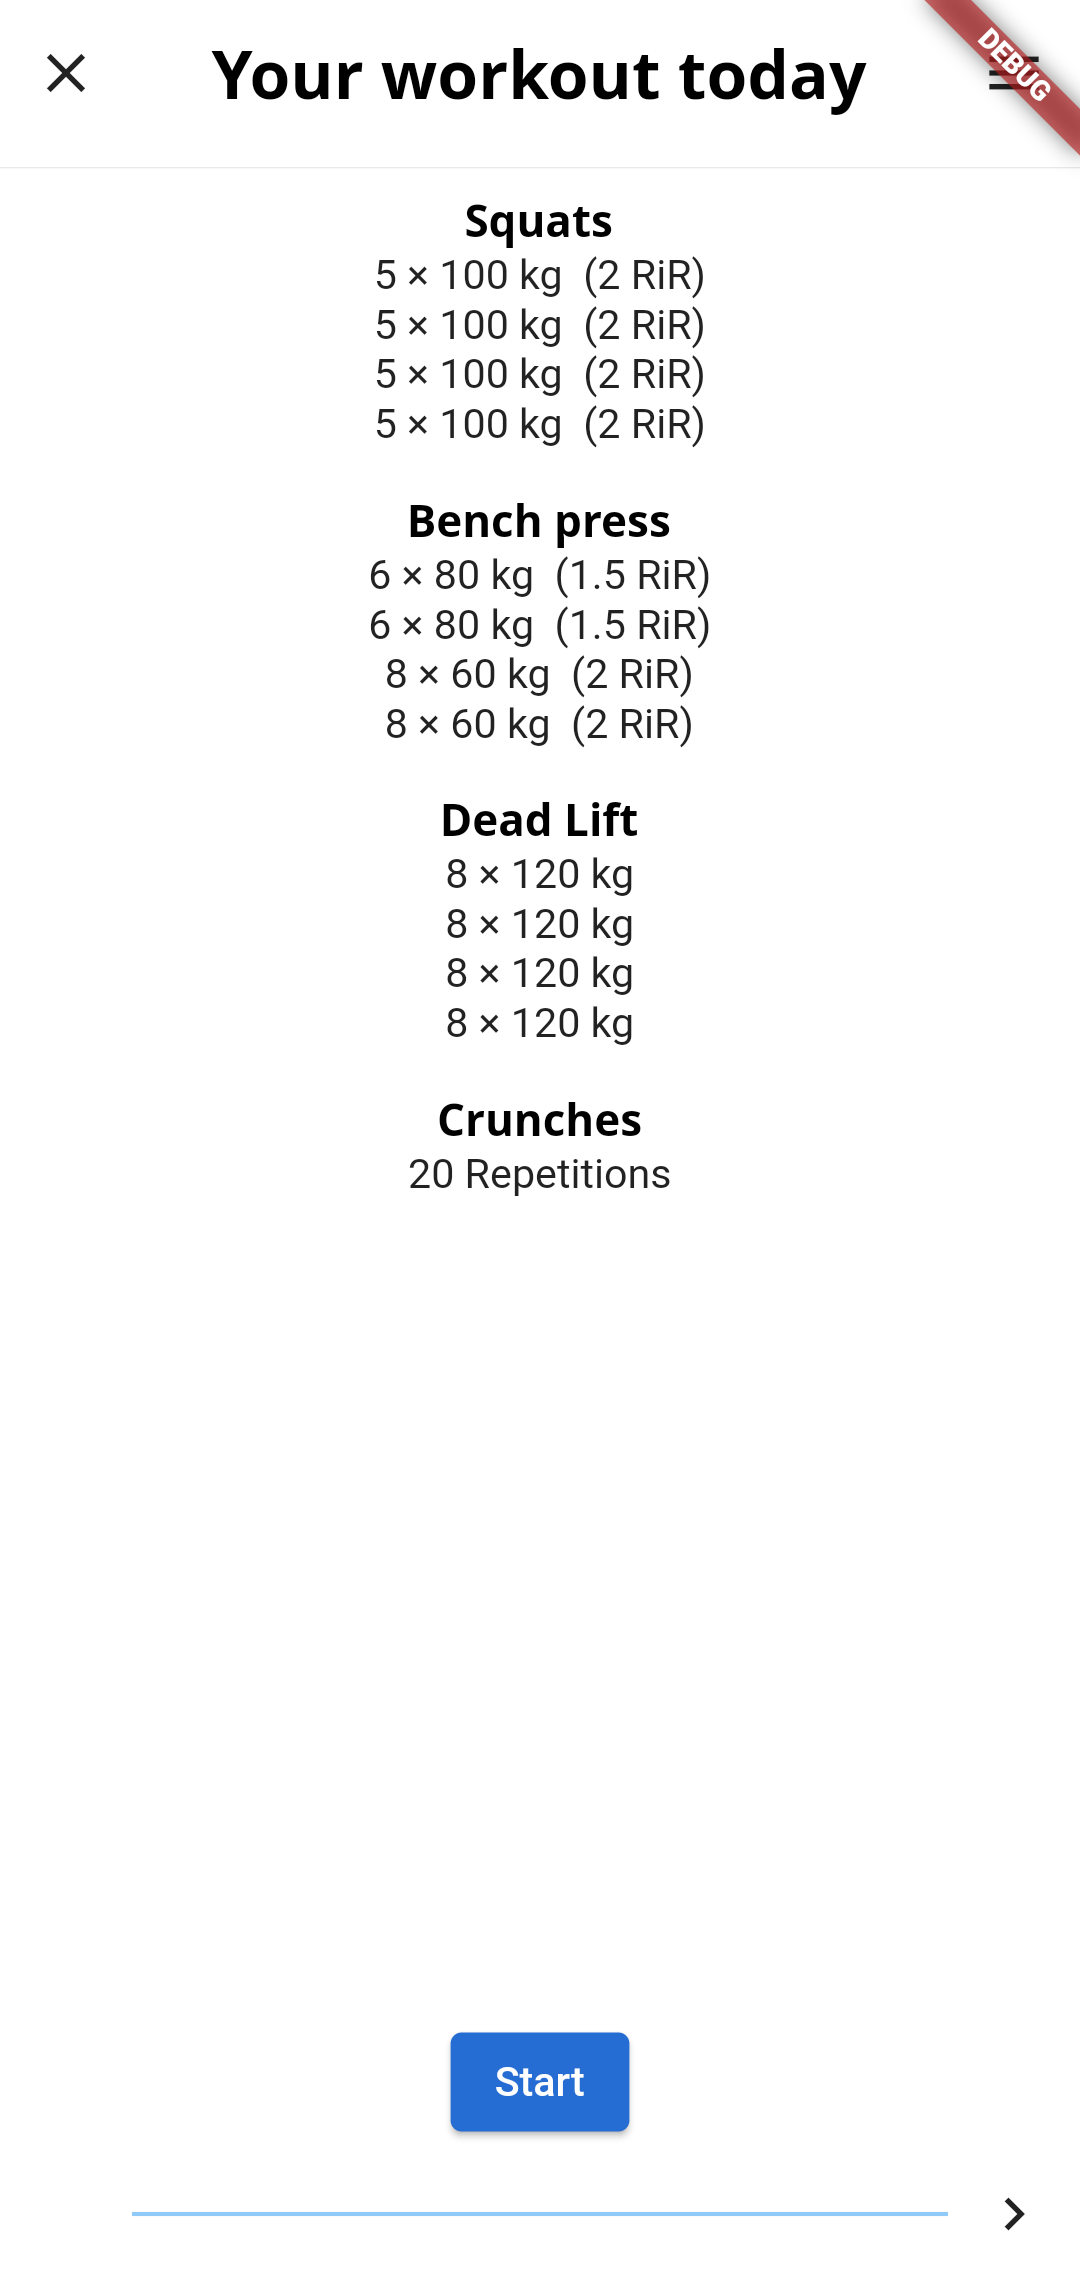 Your workout today
DEBUG
Squats
5 × 100 kg  (2 RiR)
5 × 100 kg  (2 RiR)
5 × 100 kg  (2 RiR)
5 × 100 kg  (2 RiR)
Bench press
6 × 80 kg  (1.5 RiR)
6 × 80 kg  (1.5 RiR)
8 × 60 kg  (2 RiR)
8 × 60 kg  (2 RiR)
Dead Lift
8 × 120 kg
8 × 120 kg
8 × 120 kg
8 × 120 kg
Crunches
20 Repetitions
Start